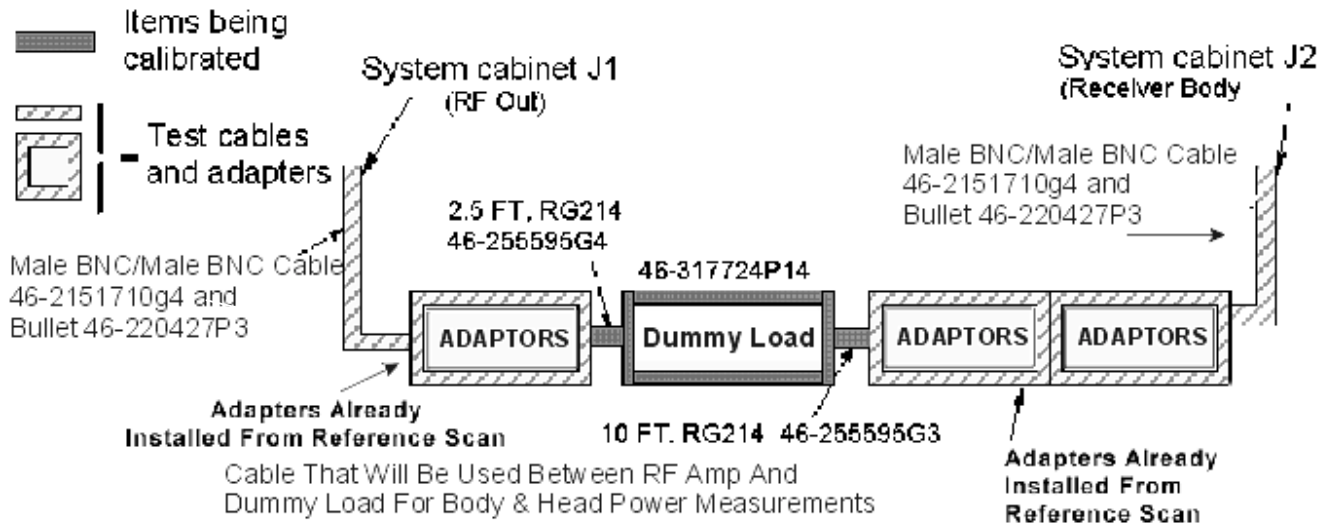 Items being
calibrated
System cabinet J1
(RF Out)
System cabinet J2
(Receiver Body
Test cables
and adapters
Male BNC/Male BNC Cable
46-2151710g4 and
Bullet 46-220427P3
2.5 FT, RG214
46-255595G4
Male BNC/Male BNC Cable
46-2151710g4 and
Bullet 46-220427P3
46-317724P14
ADAPTORS
Dummy Load
ADAPTORS
ADAPTORS
Adapters Already
Installed From Reference Scan
10 FT. RG214 46-255595G3
Cable That Will Be Used Between RF Amp And
Dummy Load For Body & Head Power Measurements
Adapters Already
Installed From
Reference Scan